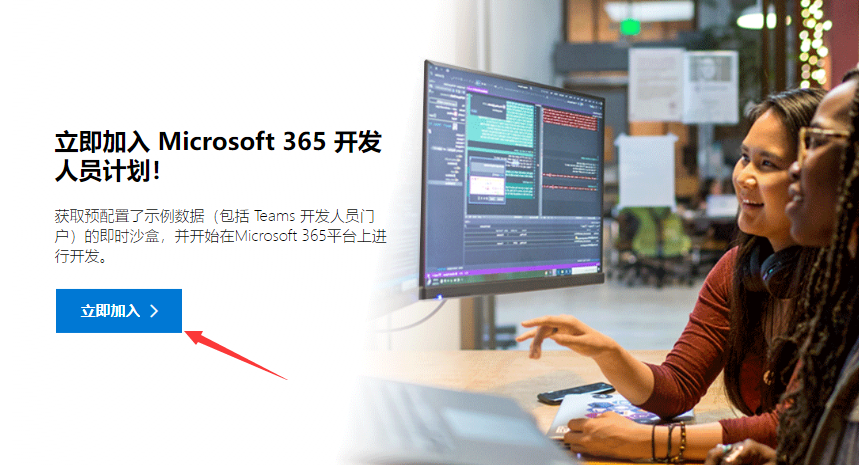 立即加入 Microsoft 365 开发
人员计划！
获取预配置了示例数据（包括 Teams 开发人员门
户）的即时沙盒，并开始在Microsoft 365平台上进
行开发。
立即加入